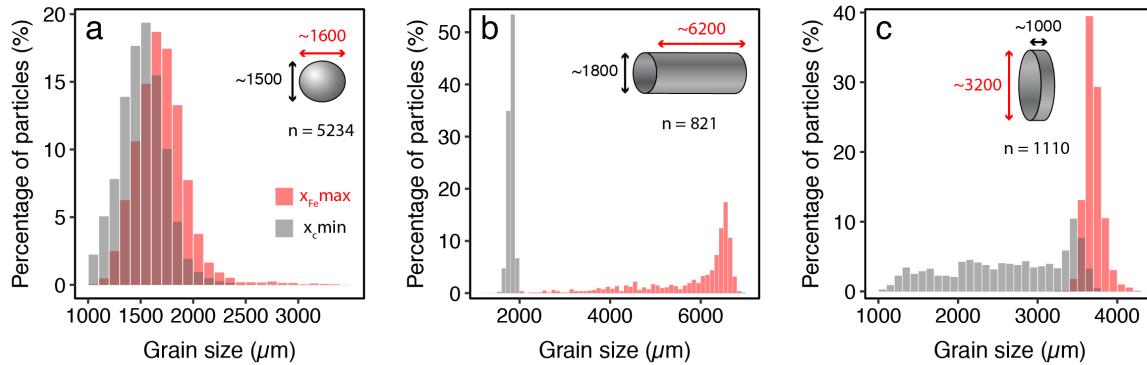 a
~1600
~1500
n = 5234
x_Fe max
x_c min
Percentage of particles (%)
20
15
10
5
0
1000 1500 2000 2500 3000
Grain size (µm)
b
~6200
~1800
n = 821
Percentage of particles (%)
50
40
30
20
10
0
2000 4000 6000
Grain size (µm)
c
~1000
~3200
n = 1110
Percentage of particles (%)
40
30
20
10
0
1000 2000 3000 4000
Grain size (µm)